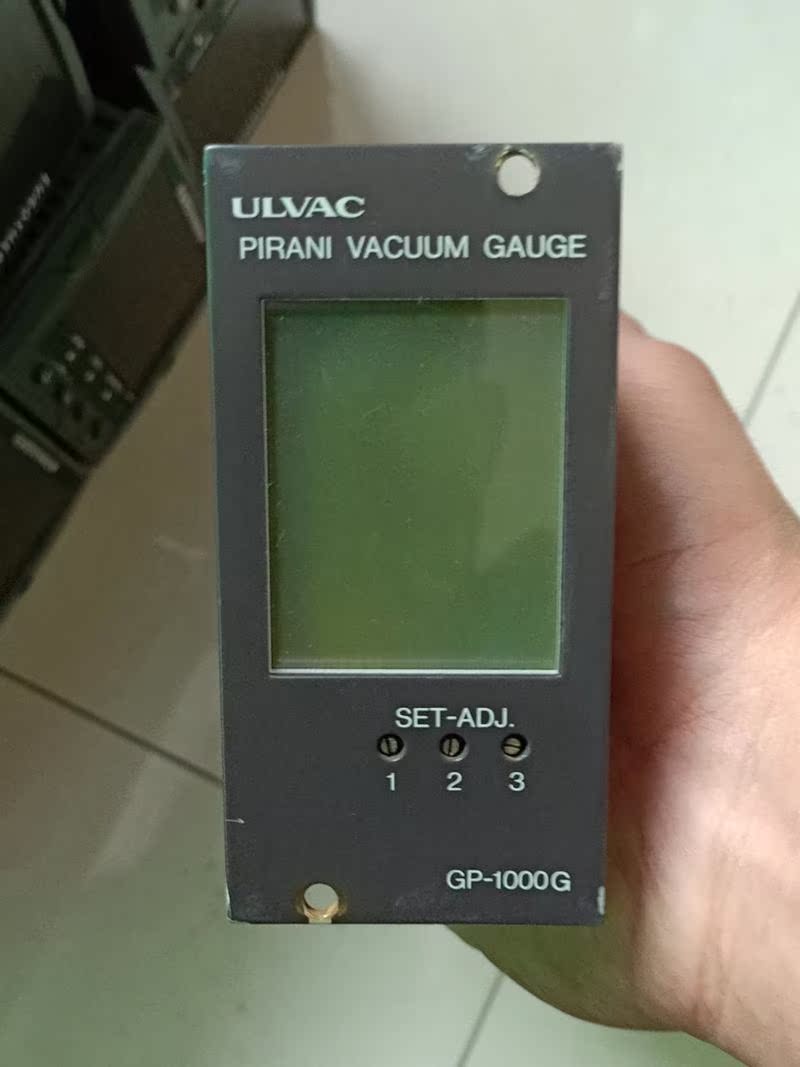 ULVAC
PIRANI VACUUM GAUGE
SET-ADJ.
1 2 3
GP-1000G